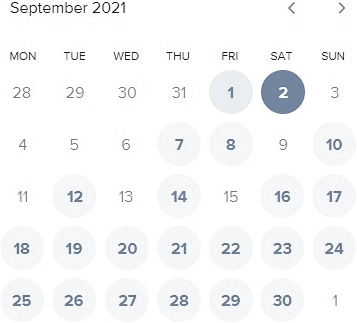 September 2021
MON TUE WED THU FRI SAT SUN
28 29 30 31 1 2 3
4 5 6 7 8 9 10
11 12 13 14 15 16 17
18 19 20 21 22 23 24
25 26 27 28 29 30 1